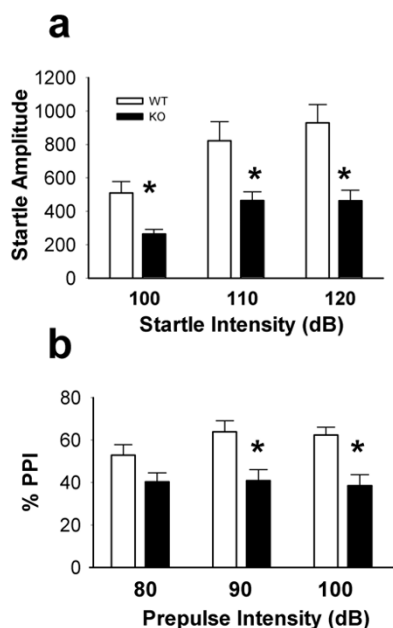 a
1200
1000
800
600
400
200
0
Startle Amplitude
WT
KO
*
*
*
100 110 120
Startle Intensity (dB)
b
80
60
40
20
0
% PPI
*
*
80 90 100
Prepulse Intensity (dB)